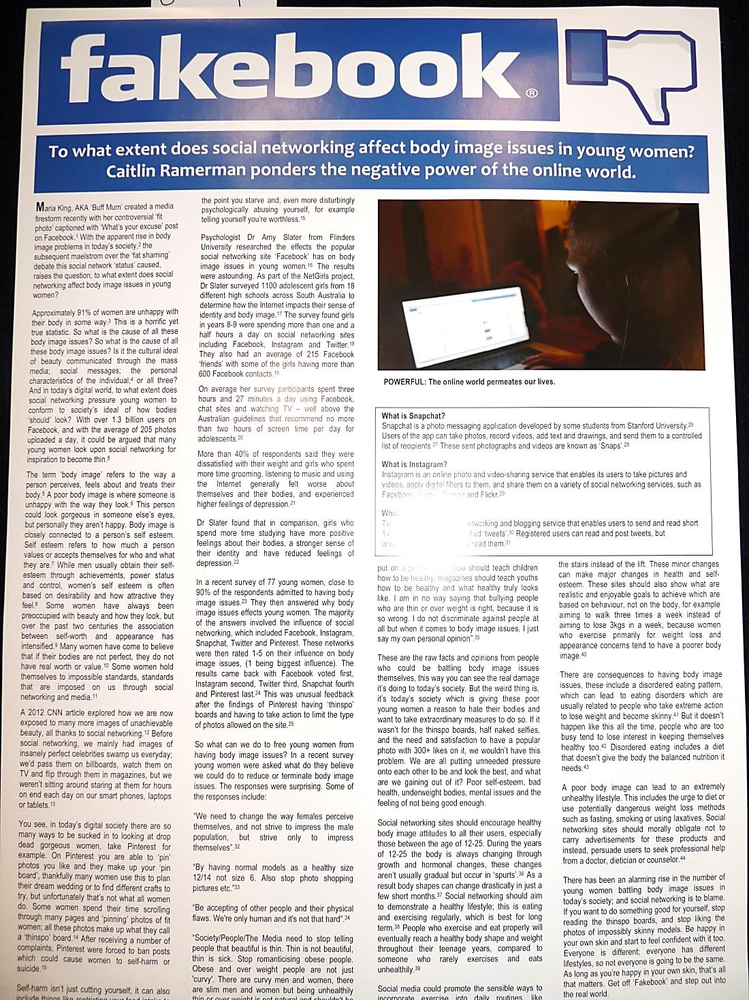 fakebook®
To what extent does social networking affect body image issues in young women?
Caitlin Ramerman ponders the negative power of the online world.
Maria King, AKA 'Buff Mum' created a media
firestorm recently with her controversial 'fit
photo' captioned with 'What's your excuse' post
on Facebook.¹ With the apparent rise in body
image problems in today's society,² the
subsequent maelstrom over the 'fat shaming'
debate this social network 'status' caused,
raises the question; to what extent does social
networking affect body image issues in young
women?
Approximately 91% of women are unhappy with
their body in some way.³ This is a horrific yet
true statistic. So what is the cause of all these
body image issues? So what is the cause of all
these body image issues? Is it the cultural ideal
of beauty communicated through the mass
media; social messages; the personal
characteristics of the individual;⁴ or all three?
And in today's digital world, to what extent does
social networking pressure young women to
conform to society's ideal of how bodies
'should' look? With over 1.3 billion users on
Facebook, and with the average of 205 photos
uploaded a day, it could be argued that many
young women look upon social networking for
inspiration to become thin.⁵
The term 'body image' refers to the way a
person perceives, feels about and treats their
body.⁵ A poor body image is where someone is
unhappy with the way they look.⁶ This person
could look gorgeous in someone else's eyes,
but personally they aren't happy. Body image is
closely connected to a person's self esteem.
Self esteem refers to how much a person
values or accepts themselves for who and what
they are.⁷ While men usually obtain their self-
esteem through achievements, power status
and control, women's self esteem is often
based on desirability and how attractive they
feel.⁸ Some women have always been
preoccupied with beauty and how they look, but
over the past two centuries the association
between self-worth and appearance has
intensified.⁹ Many women have come to believe
that if their bodies are not perfect, they do not
have real worth or value.¹⁰ Some women hold
themselves to impossible standards, standards
that are imposed on us through social
networking and media.¹¹
A 2012 CNN article explored how we are now
exposed to many more images of unachievable
beauty, all thanks to social networking.¹² Before
social networking, we mainly had images of
insanely perfect celebrities swamp us everyday;
we'd pass them on billboards, watch them on
TV and flip through them in magazines, but we
weren't sitting around staring at them for hours
on end each day on our smart phones, laptops
or tablets.¹³
You see, in today's digital society there are so
many ways to be sucked in to looking at drop
dead gorgeous women, take Pinterest for
example. On Pinterest you are able to 'pin'
photos you like and they make up your 'pin
board', thankfully many women use this to plan
their dream wedding or to find different crafts to
try, but unfortunately that's not what all women
do. Some women spend their time scrolling
through many pages and 'pinning' photos of fit
women; all these photos make up what they call
a 'thinspo' board.¹⁴ After receiving a number of
complaints, Pinterest were forced to ban posts
which could cause women to self-harm or
suicide.¹⁵
Self-harm isn't just cutting yourself; it can also
include things like restricting your food intake to
the point you starve and, even more disturbingly
psychologically abusing yourself, for example
telling yourself you're worthless.¹⁵
Psychologist Dr Amy Slater from Flinders
University researched the effects the popular
social networking site 'Facebook' has on body
image issues in young women.¹⁶ The results
were astounding. As part of the NetGirls project,
Dr Slater surveyed 1100 adolescent girls from 18
different high schools across South Australia to
determine how the Internet impacts their sense of
identity and body image.¹⁷ The survey found girls
in years 8-9 were spending more than one and a
half hours a day on social networking sites
including Facebook, Instagram and Twitter.¹⁸
They also had an average of 215 Facebook
'friends' with some of the girls having more than
600 Facebook contacts.¹⁹
On average her survey participants spent three
hours and 27 minutes a day using Facebook,
chat sites and watching TV – well above the
Australian guidelines that recommend no more
than two hours of screen time per day for
adolescents.²⁰
More than 40% of respondents said they were
dissatisfied with their weight and girls who spent
more time grooming, listening to music and using
the Internet generally felt worse about
themselves and their bodies, and experienced
higher feelings of depression.²¹
Dr Slater found that in comparison, girls who
spend more time studying have more positive
feelings about their bodies, a stronger sense of
their identity and have reduced feelings of
depression.²²
In a recent survey of 77 young women, close to
90% of the respondents admitted to having body
image issues.²³ They then answered why body
image issues effects young women. The majority
of the answers involved the influence of social
networking, which included Facebook, Instagram,
Snapchat, Twitter and Pinterest. These networks
were then rated 1-5 on their influence on body
image issues, (1 being biggest influence). The
results came back with Facebook voted first,
Instagram second, Twitter third, Snapchat fourth
and Pinterest last.²⁴ This was unusual feedback
after the findings of Pinterest having 'thinspo'
boards and having to take action to limit the type
of photos allowed on the site.²⁵
So what can we do to free young women from
having body image issues? In a recent survey
young women were asked what do they believe
we could do to reduce or terminate body image
issues. The responses were surprising. Some of
the responses include:
"We need to change the way females perceive
themselves, and not strive to impress the male
population, but strive only to impress
themselves".³²
"By having normal models as a healthy size
12/14 not size 6. Also stop photo shopping
pictures etc."³³
"Be accepting of other people and their physical
flaws. We're only human and it's not that hard".³⁴
"Society/People/The Media need to stop telling
people that beautiful is thin. Thin is not beautiful,
thin is sick. Stop romanticising obese people.
Obese and over weight people are not just
'curvy'. There are curvy men and women, there
are slim men and women but being unhealthily
thin or over weight is not natural and shouldn't be
POWERFUL: The online world permeates our lives.
What is Snapchat?
Snapchat is a photo messaging application developed by some students from Stanford University.²⁶
Users of the app can take photos, record videos, add text and drawings, and send them to a controlled
list of recipients.²⁷ These sent photographs and videos are known as 'Snaps'.²⁸
What is Instagram?
Instagram is an online photo and video-sharing service that enables its users to take pictures and
videos, apply digital filters to them, and share them on a variety of social networking services, such as
Facebook, and Flickr.²⁹
networking and blogging service that enables users to send and read short
'tweets'.³⁰ Registered users can read and post tweets, but
read them.³¹
put on a should teach children
how to be healthy, magazines should teach youths
how to be healthy and what healthy truly looks
like. I am in no way saying that bullying people
who are thin or over weight is right, because it is
so wrong. I do not discriminate against people at
all but when it comes to body image issues, I just
say my own personal opinion".³⁵
These are the raw facts and opinions from people
who could be battling body image issues
themselves, this way you can see the real damage
it's doing to today's society. But the weird thing is,
it's today's society which is giving these poor
young women a reason to hate their bodies and
want to take extraordinary measures to do so. If it
wasn't for the thinspo boards, half naked selfies,
and the need and satisfaction to have a popular
photo with 300+ likes on it, we wouldn't have this
problem. We are all putting unneeded pressure
onto each other to be and look the best, and what
are we gaining out of it? Poor self-esteem, bad
health, underweight bodies, mental issues and the
feeling of not being good enough.
Social networking sites should encourage healthy
body image attitudes to all their users, especially
those between the age of 12-25. During the years
of 12-25 the body is always changing through
growth and hormonal changes, these changes
aren't usually gradual but occur in 'spurts'.³⁶ As a
result body shapes can change drastically in just a
few short months.³⁷ Social networking should aim
to demonstrate a healthy lifestyle; this is eating
and exercising regularly, which is best for long
term.³⁸ People who exercise and eat properly will
eventually reach a healthy body shape and weight
throughout their teenage years, compared to
someone who rarely exercises and eats
unhealthily.³⁹
Social media could promote the sensible ways to
incorporate exercise into daily routines, like
the stairs instead of the lift. These minor changes
can make major changes in health and self-
esteem. These sites should also show what are
realistic and enjoyable goals to achieve which are
based on behaviour, not on the body, for example
aiming to walk three times a week instead of
aiming to lose 3kgs in a week, because women
who exercise primarily for weight loss and
appearance concerns tend to have a poorer body
image.⁴⁰
There are consequences to having body image
issues, these include a disordered eating pattern,
which can lead to eating disorders which are
usually related to people who take extreme action
to lose weight and become skinny.⁴¹ But it doesn't
happen like this all the time, people who are too
busy tend to lose interest in keeping themselves
healthy too.⁴² Disordered eating includes a diet
that doesn't give the body the balanced nutrition it
needs.⁴³
A poor body image can lead to an extremely
unhealthy lifestyle. This includes the urge to diet or
use potentially dangerous weight loss methods
such as fasting, smoking or using laxatives. Social
networking sites should morally obligate not to
carry advertisements for these products and
instead, persuade users to seek professional help
from a doctor, dietician or counselor.⁴⁴
There has been an alarming rise in the number of
young women battling body image issues in
today's society; and social networking is to blame.
If you want to do something good for yourself, stop
reading the thinspo boards, and stop liking the
photos of impossibly skinny models. Be happy in
your own skin and start to feel confident with it too.
Everyone is different; everyone has different
lifestyles, so not everyone is going to be the same.
As long as you're happy in your own skin, that's all
that matters. Get off 'Fakebook' and step out into
the real world.